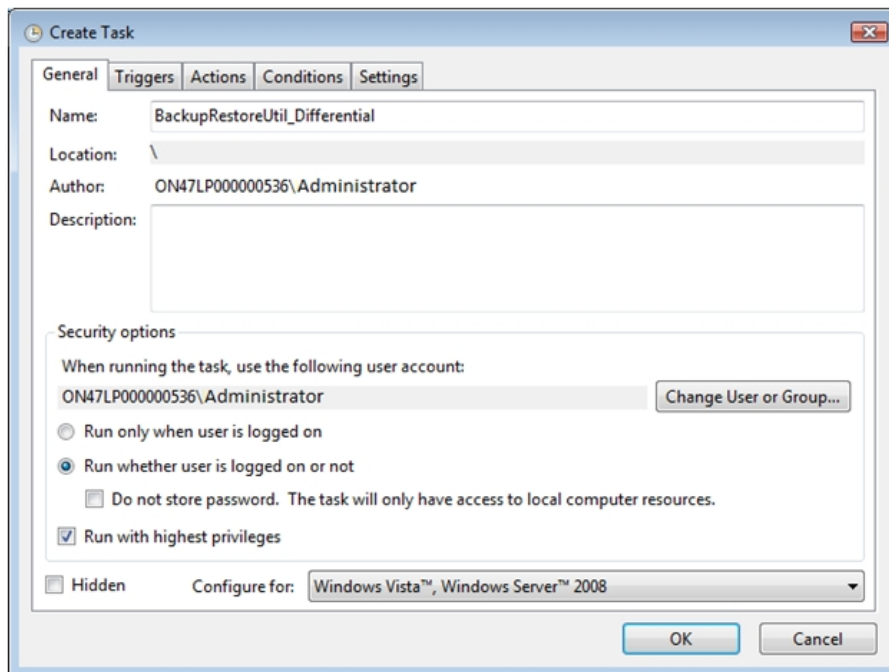 Create Task
General Triggers Actions Conditions Settings
Name: BackupRestoreUtil_Differential
Location: \
Author: ON47LP000000536\Administrator
Description:
Security options
When running the task, use the following user account:
ON47LP000000536\Administrator Change User or Group...
Run only when user is logged on
Run whether user is logged on or not
Do not store password. The task will only have access to local computer resources.
Run with highest privileges
Hidden Configure for: Windows Vista™, Windows Server™ 2008
OK Cancel